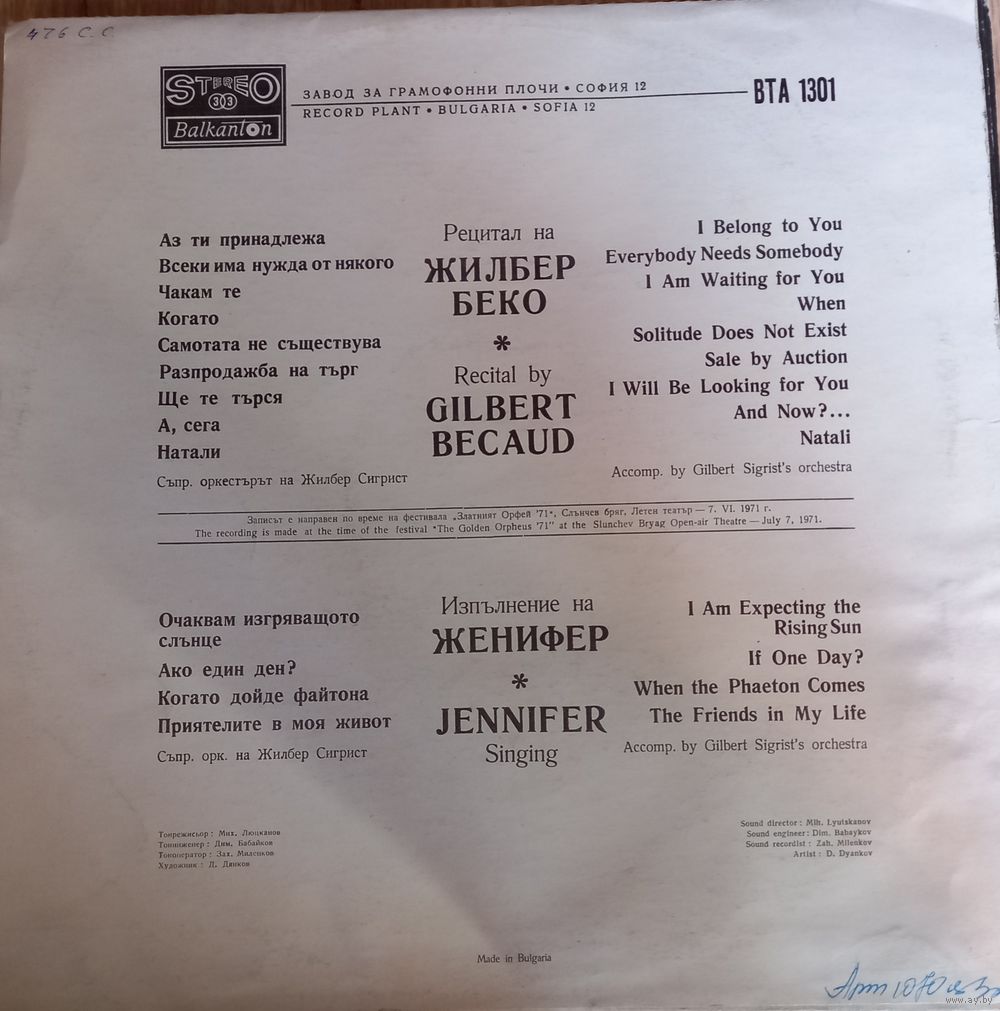 476 C. C.
STEREO
33
Balkanton
ЗАВОД ЗА ГРАМОФОННИ ПЛОЧИ • СОФИЯ 12
RECORD PLANT • BULGARIA • SOFIA 12
ВТА 1301
Аз ти принадлежа
Всеки има нужда от някого
Чакам те
Когато
Самотата не съществува
Разпродажба на търг
Ще те търся
А, сега
Натали
Съпр. оркестърът на Жилбер Сигрист
Рецитал на
ЖИЛБЕР
БЕКО
*
Recital by
GILBERT
BECAUD
I Belong to You
Everybody Needs Somebody
I Am Waiting for You
When
Solitude Does Not Exist
Sale by Auction
I Will Be Looking for You
And Now?...
Natali
Accomp. by Gilbert Sigrist's orchestra
Записът е направен по време на фестивала „Златният Орфей '71“, Слънчев бряг, Летен театър — 7. VI. 1971 г.
The recording is made at the time of the festival "The Golden Orpheus '71" at the Slunchev Bryag Open-air Theatre — July 7, 1971.
Очаквам изгряващото
слънце
Ако един ден?
Когато дойде файтона
Приятелите в моя живот
Съпр. орк. на Жилбер Сигрист
Изпълнение на
ЖЕНИФЕР
*
JENNIFER
Singing
I Am Expecting the
Rising Sun
If One Day?
When the Phaeton Comes
The Friends in My Life
Accomp. by Gilbert Sigrist's orchestra
Тонрежисьор : Мих. Люцканов
Тонинженер : Дим. Бабайков
Тоноператор : Зах. Миленков
Художник : Д. Дянков
Sound director : Mih. Lyutskanov
Sound engineer : Dim. Babaykov
Sound recordist : Zah. Milenkov
Artist : D. Dyankov
Made in Bulgaria
Арт 1070
www.ay.by